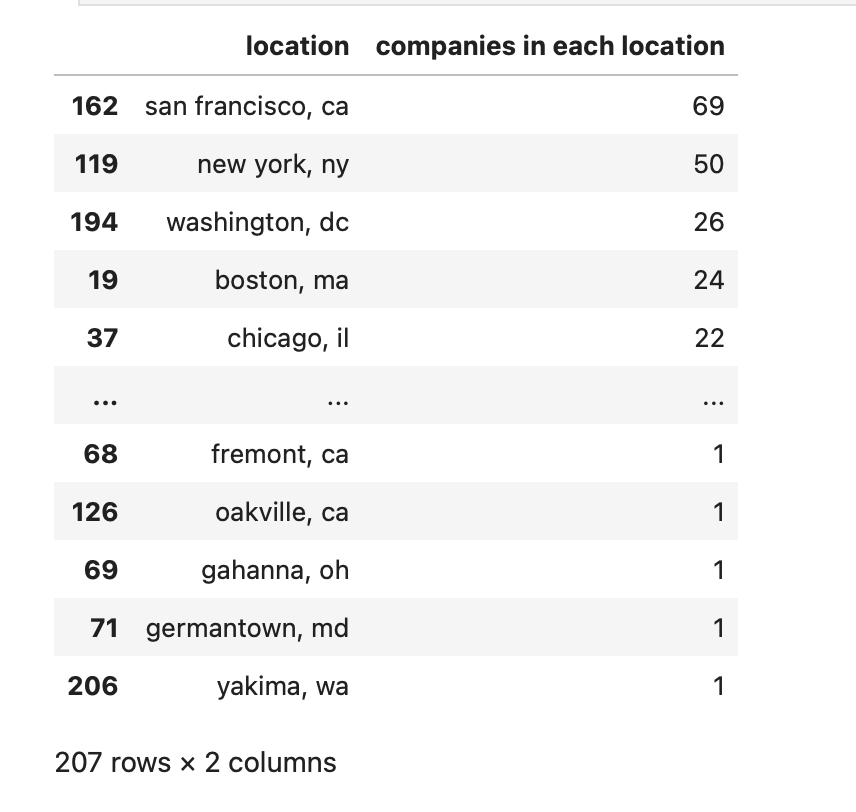 location companies in each location
162 san francisco, ca 69
119 new york, ny 50
194 washington, dc 26
19 boston, ma 24
37 chicago, il 22
... ... ...
68 fremont, ca 1
126 oakville, ca 1
69 gahanna, oh 1
71 germantown, md 1
206 yakima, wa 1
207 rows × 2 columns